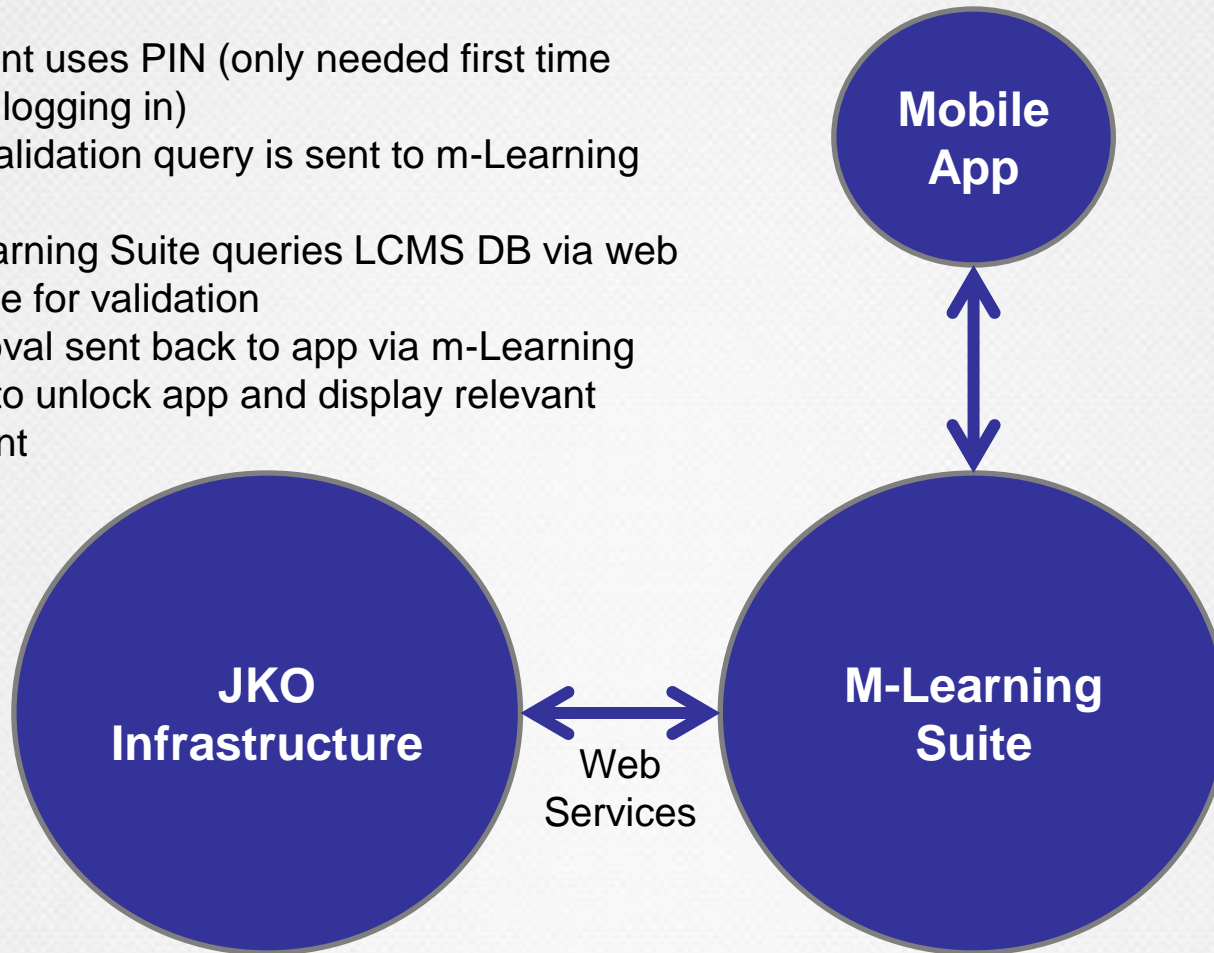 nt uses PIN (only needed first time
logging in)
alidation query is sent to m-Learning
arning Suite queries LCMS DB via web
e for validation
oval sent back to app via m-Learning
to unlock app and display relevant
nt
Mobile
App
JKO
Infrastructure
Web
Services
M-Learning
Suite